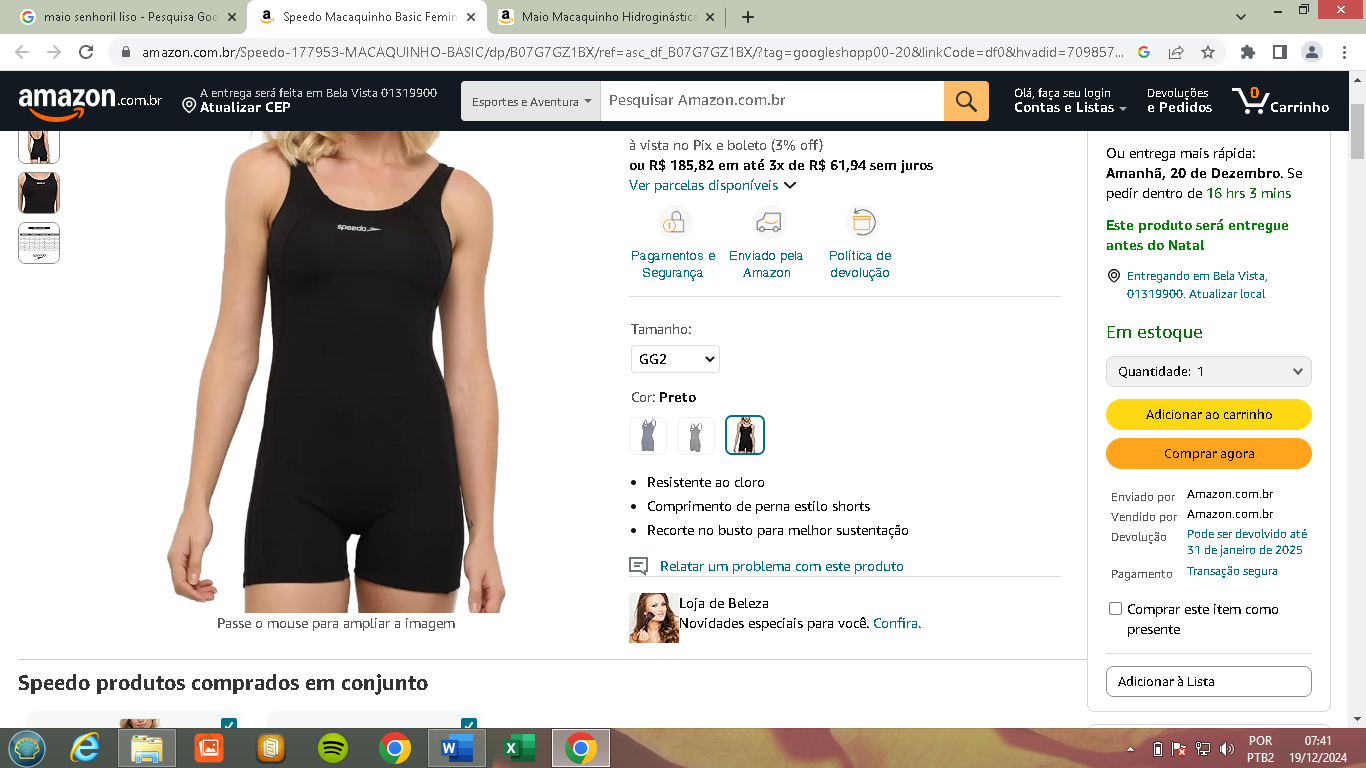 maio senhoril liso - Pesquisa Goo
Speedo Macaquinho Basic Femin
Maio Macaquinho Hidroginástica
amazon.com.br/Speedo-177953-MACAQUINHO-BASIC/dp/B07G7GZ1BX/ref=asc_df_B07G7GZ1BX/?tag=googleshopp00-20&linkCode=df0&hvadid=709857...
amazon.com.br
A entrega será feita em Bela Vista 01319900
Atualizar CEP
Esportes e Aventura
Pesquisar Amazon.com.br
Olá, faça seu login
Contas e Listas
Devoluções
e Pedidos
0
Carrinho
speedo
à vista no Pix e boleto (3% off)
ou R$ 185,82 em até 3x de R$ 61,94 sem juros
Ver parcelas disponíveis
Pagamentos e
Segurança
Enviado pela
Amazon
Política de
devolução
Tamanho:
GG2
Cor: Preto
Resistente ao cloro
Comprimento de perna estilo shorts
Recorte no busto para melhor sustentação
Relatar um problema com este produto
Loja de Beleza
Novidades especiais para você. Confira.
Passe o mouse para ampliar a imagem
Ou entrega mais rápida:
Amanhã, 20 de Dezembro. Se
pedir dentro de 16 hrs 3 mins
Este produto será entregue
antes do Natal
Entregando em Bela Vista,
01319900. Atualizar local
Em estoque
Quantidade: 1
Adicionar ao carrinho
Comprar agora
Enviado por Amazon.com.br
Vendido por Amazon.com.br
Devolução Pode ser devolvido até
31 de janeiro de 2025
Pagamento Transação segura
Comprar este item como
presente
Adicionar à Lista
Speedo produtos comprados em conjunto
POR
PTB2
07:41
19/12/2024